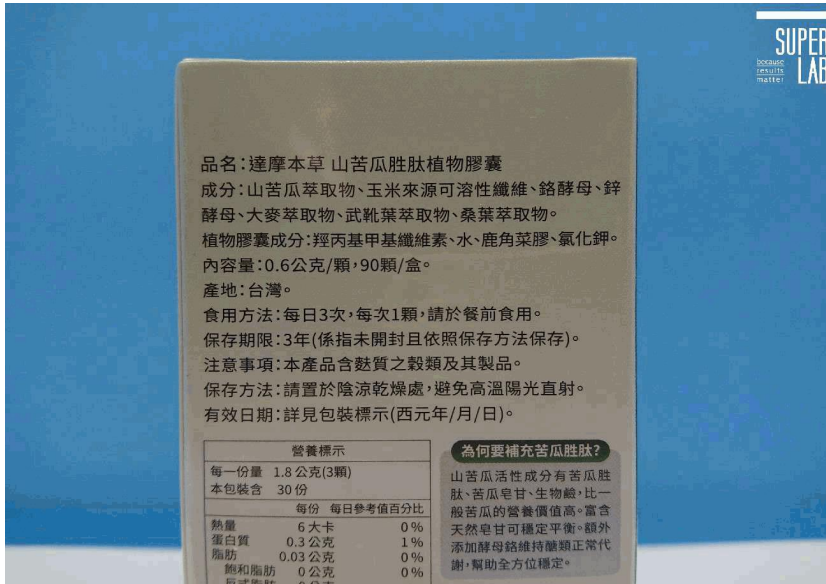 SUPER
LAB
because
results
matter
品名:達摩本草 山苦瓜胜肽植物膠囊
成分:山苦瓜萃取物、玉米來源可溶性纖維、鉻酵母、鋅
酵母、大麥萃取物、武靴葉萃取物、桑葉萃取物。
植物膠囊成分:羥丙基甲基纖維素、水、鹿角菜膠、氯化鉀。
內容量:0.6公克/顆,90顆/盒。
產地:台灣。
食用方法:每日3次,每次1顆,請於餐前食用。
保存期限:3年(係指未開封且依照保存方法保存)。
注意事項:本產品含麩質之穀類及其製品。
保存方法:請置於陰涼乾燥處,避免高溫陽光直射。
有效日期:詳見包裝標示(西元年/月/日)。
營養標示
每一份量 1.8公克(3顆)
本包裝含 30份
每份 每日參考值百分比
熱量 6大卡 0%
蛋白質 0.3公克 1%
脂肪 0.03公克 0%
飽和脂肪 0公克 0%
為何要補充苦瓜胜肽?
山苦瓜活性成分有苦瓜胜
肽、苦瓜皂甘、生物鹼,比一
般苦瓜的營養價值高。富含
天然皂甘可穩定平衡。額外
添加酵母鉻維持醣類正常代
謝,幫助全方位穩定。